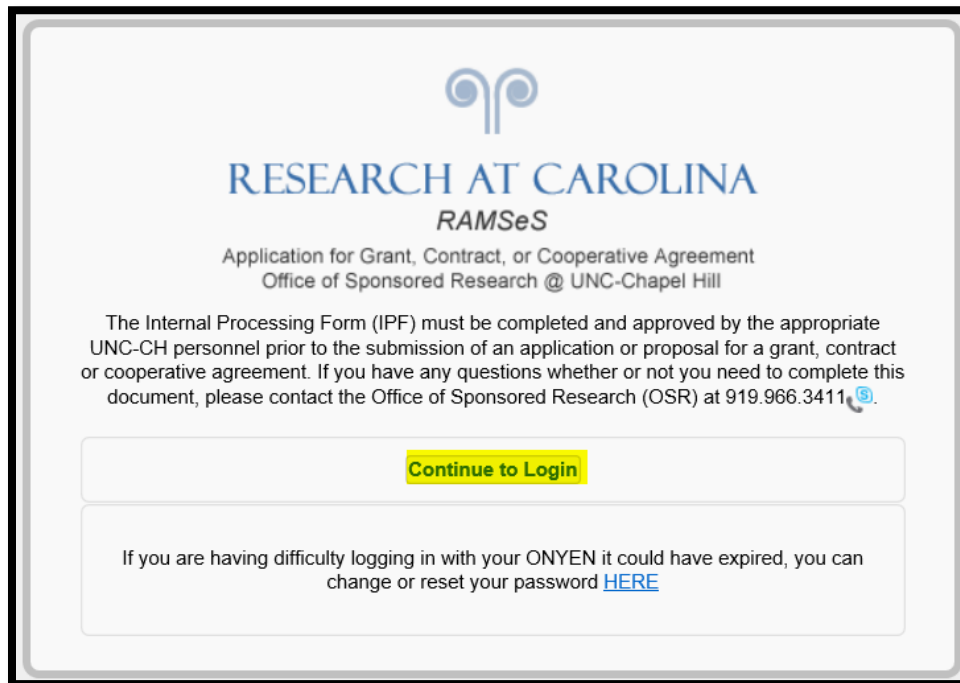 RESEARCH AT CAROLINA
RAMSeS
Application for Grant, Contract, or Cooperative Agreement
Office of Sponsored Research @ UNC-Chapel Hill
The Internal Processing Form (IPF) must be completed and approved by the appropriate
UNC-CH personnel prior to the submission of an application or proposal for a grant, contract
or cooperative agreement. If you have any questions whether or not you need to complete this
document, please contact the Office of Sponsored Research (OSR) at 919.966.3411.
Continue to Login
If you are having difficulty logging in with your ONYEN it could have expired, you can
change or reset your password HERE